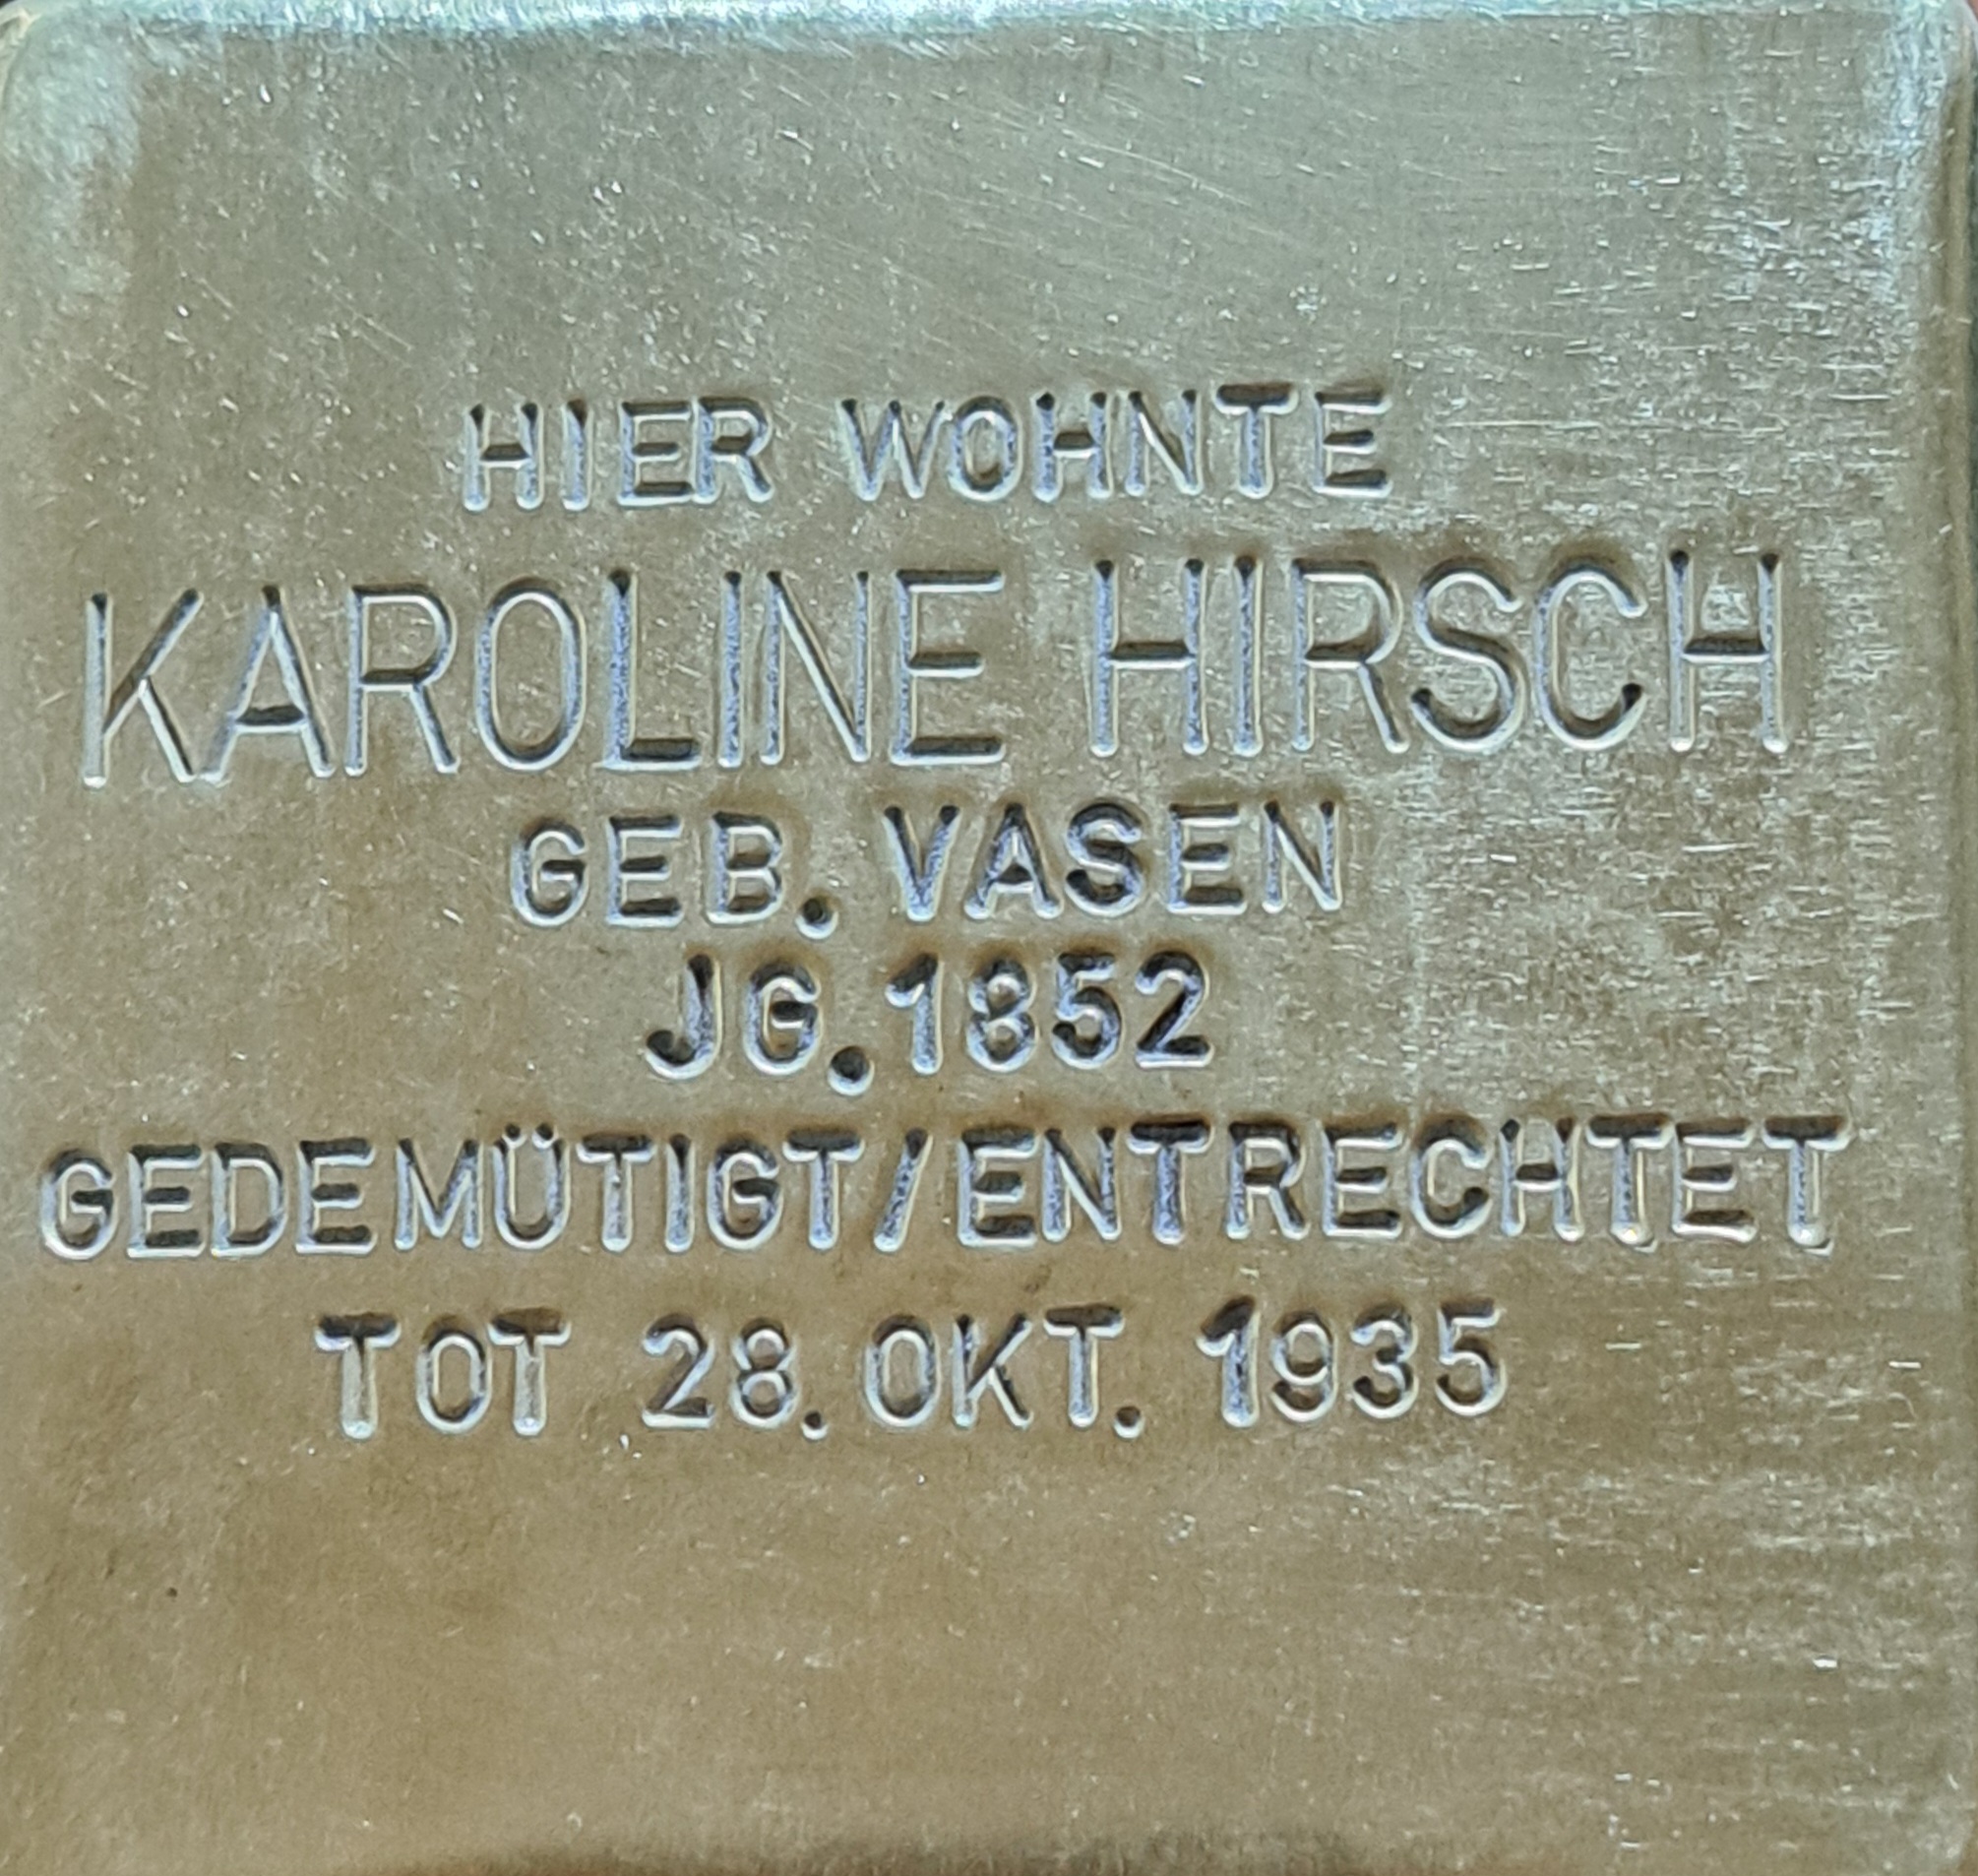 HIER WOHNTE
KAROLINE HIRSCH
GEB. VASEN
JG. 1852
GEDEMÜTIGT/ENTRECHTET
TOT 28. OKT. 1935